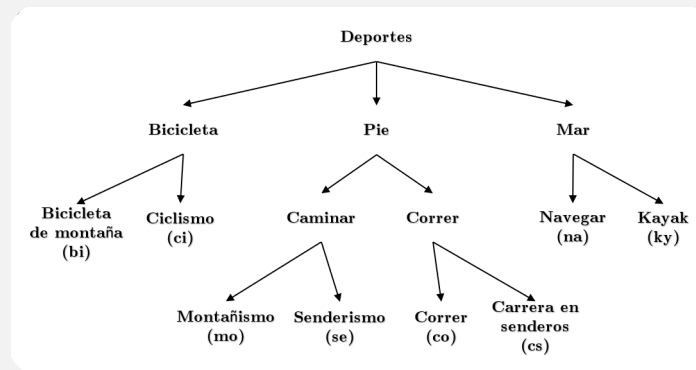 Deportes
Bicicleta
Pie
Mar
Bicicleta
de montaña
(bi)
Ciclismo
(ci)
Caminar
Correr
Navegar
(na)
Kayak
(ky)
Montañismo
(mo)
Senderismo
(se)
Correr
(co)
Carrera en
senderos
(cs)